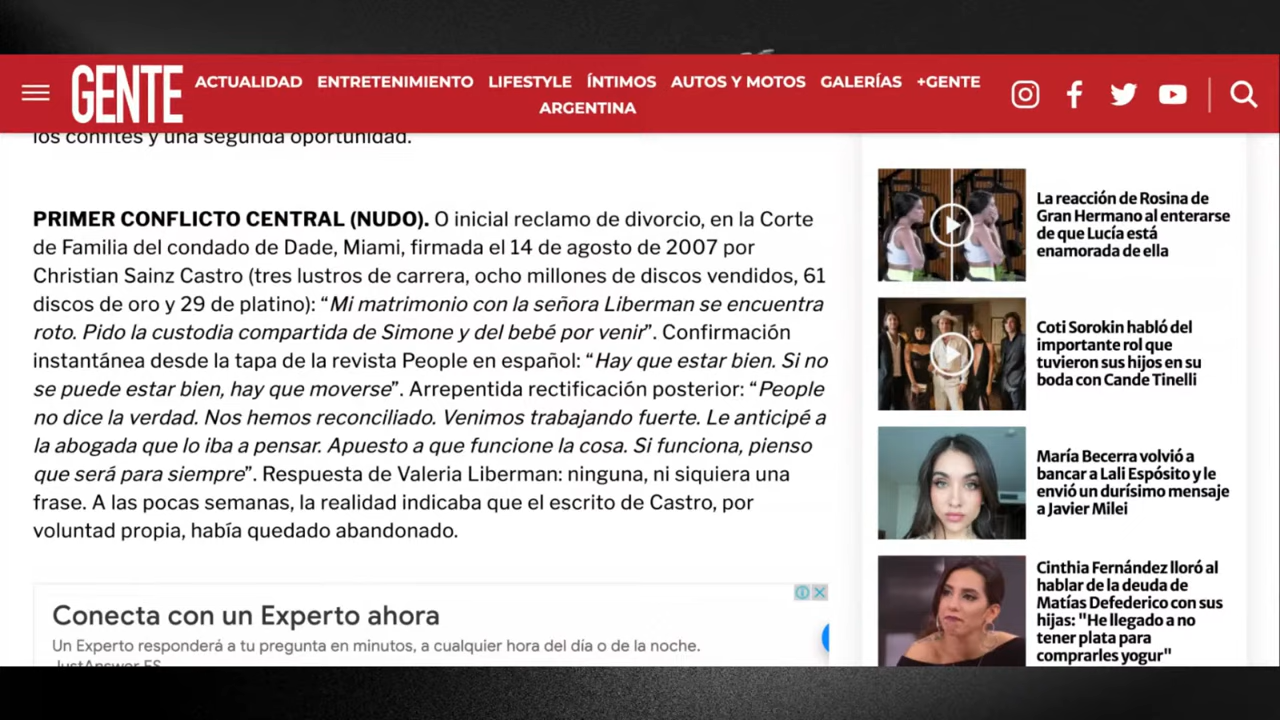 GENTE
ACTUALIDAD ENTRETENIMIENTO LIFESTYLE ÍNTIMOS AUTOS Y MOTOS GALERÍAS +GENTE
ARGENTINA
los confites y una segunda oportunidad.
PRIMER CONFLICTO CENTRAL (NUDO). O inicial reclamo de divorcio, en la Corte
de Familia del condado de Dade, Miami, firmada el 14 de agosto de 2007 por
Christian Sainz Castro (tres lustros de carrera, ocho millones de discos vendidos, 61
discos de oro y 29 de platino): “Mi matrimonio con la señora Liberman se encuentra
roto. Pido la custodia compartida de Simone y del bebé por venir”. Confirmación
instantánea desde la tapa de la revista People en español: “Hay que estar bien. Si no
se puede estar bien, hay que moverse”. Arrepentida rectificación posterior: “People
no dice la verdad. Nos hemos reconciliado. Venimos trabajando fuerte. Le anticipé a
la abogada que lo iba a pensar. Apuesto a que funcione la cosa. Si funciona, pienso
que será para siempre”. Respuesta de Valeria Liberman: ninguna, ni siquiera una
frase. A las pocas semanas, la realidad indicaba que el escrito de Castro, por
voluntad propia, había quedado abandonado.
Conecta con un Experto ahora
Un Experto responderá a tu pregunta en minutos, a cualquier hora del día o de la noche.
JustAnswer ES
La reacción de Rosina de
Gran Hermano al enterarse
de que Lucía está
enamorada de ella
Coti Sorokin habló del
importante rol que
tuvieron sus hijos en su
boda con Cande Tinelli
María Becerra volvió a
bancar a Lali Espósito y le
envió un durísimo mensaje
a Javier Milei
Cinthia Fernández lloró al
hablar de la deuda de
Matías Defederico con sus
hijas: "He llegado a no
tener plata para
comprarles yogur"